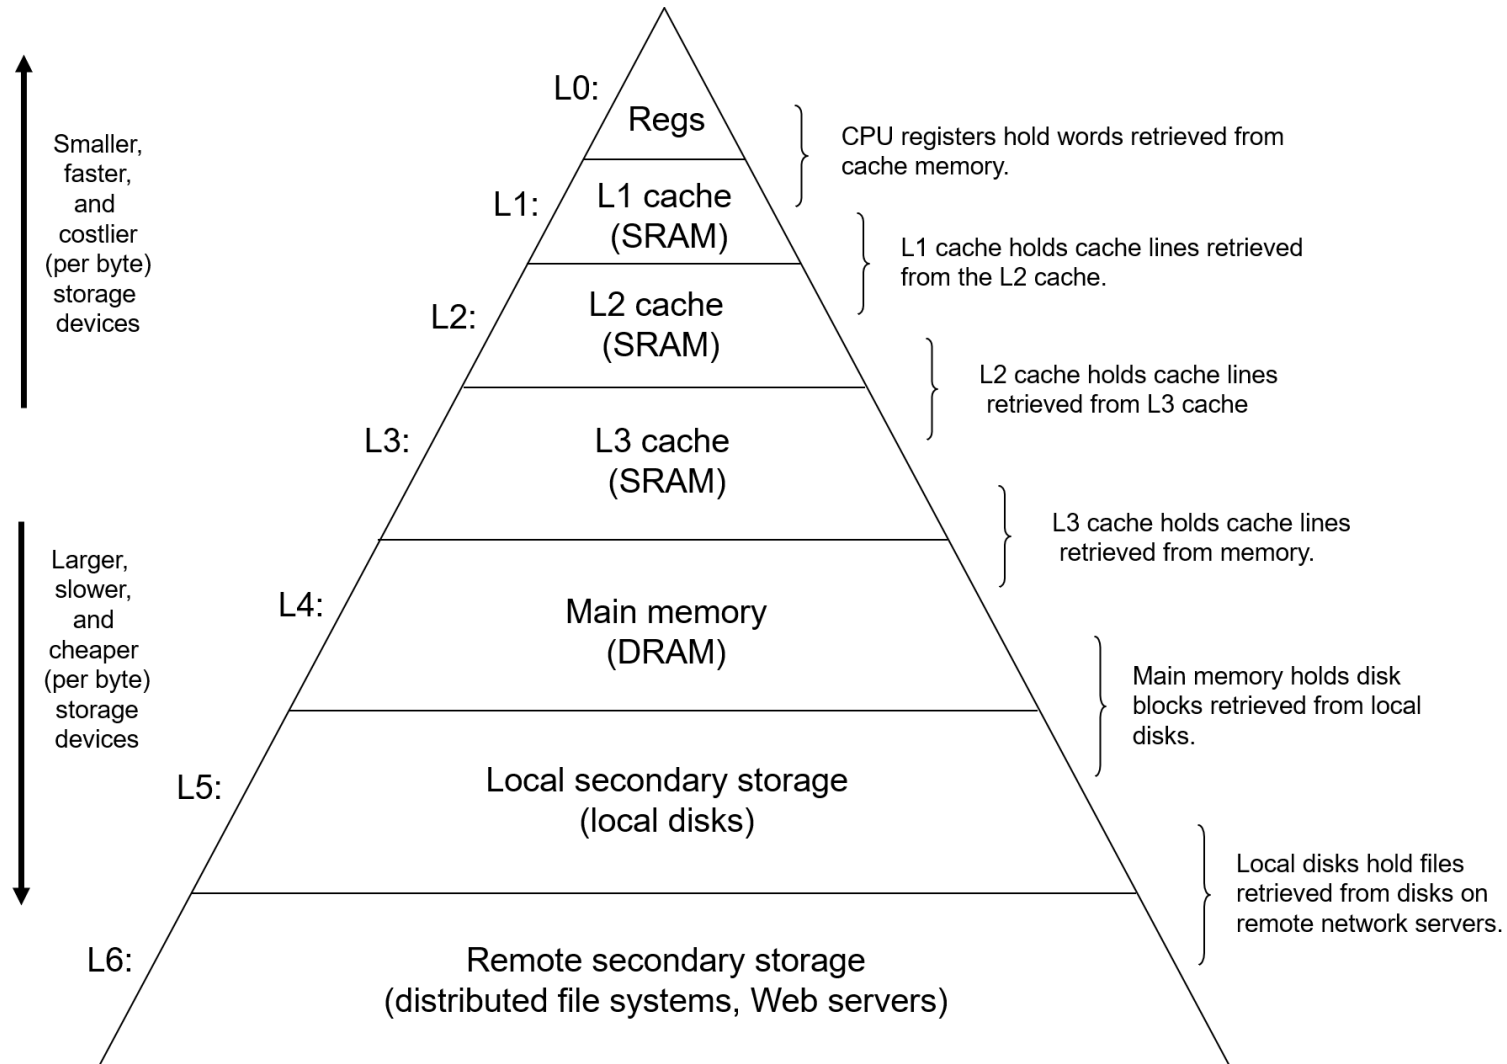 L0:
Regs
CPU registers hold words retrieved from
cache memory.
Smaller,
faster,
and
costlier
(per byte)
storage
devices
L1:
L1 cache
(SRAM)
L1 cache holds cache lines retrieved
from the L2 cache.
L2:
L2 cache
(SRAM)
L2 cache holds cache lines
retrieved from L3 cache
L3:
L3 cache
(SRAM)
L3 cache holds cache lines
retrieved from memory.
Larger,
slower,
and
cheaper
(per byte)
storage
devices
L4:
Main memory
(DRAM)
Main memory holds disk
blocks retrieved from local
disks.
L5:
Local secondary storage
(local disks)
Local disks hold files
retrieved from disks on
remote network servers.
L6:
Remote secondary storage
(distributed file systems, Web servers)